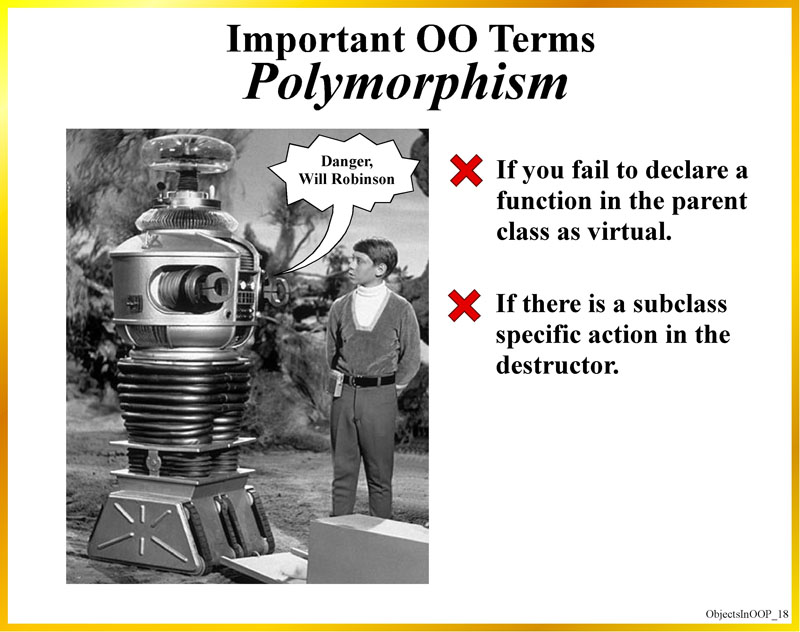 Important OO Terms
Polymorphism
Danger,
Will Robinson
If you fail to declare a
function in the parent
class as virtual.
If there is a subclass
specific action in the
destructor.
ObjectsInOOP_18